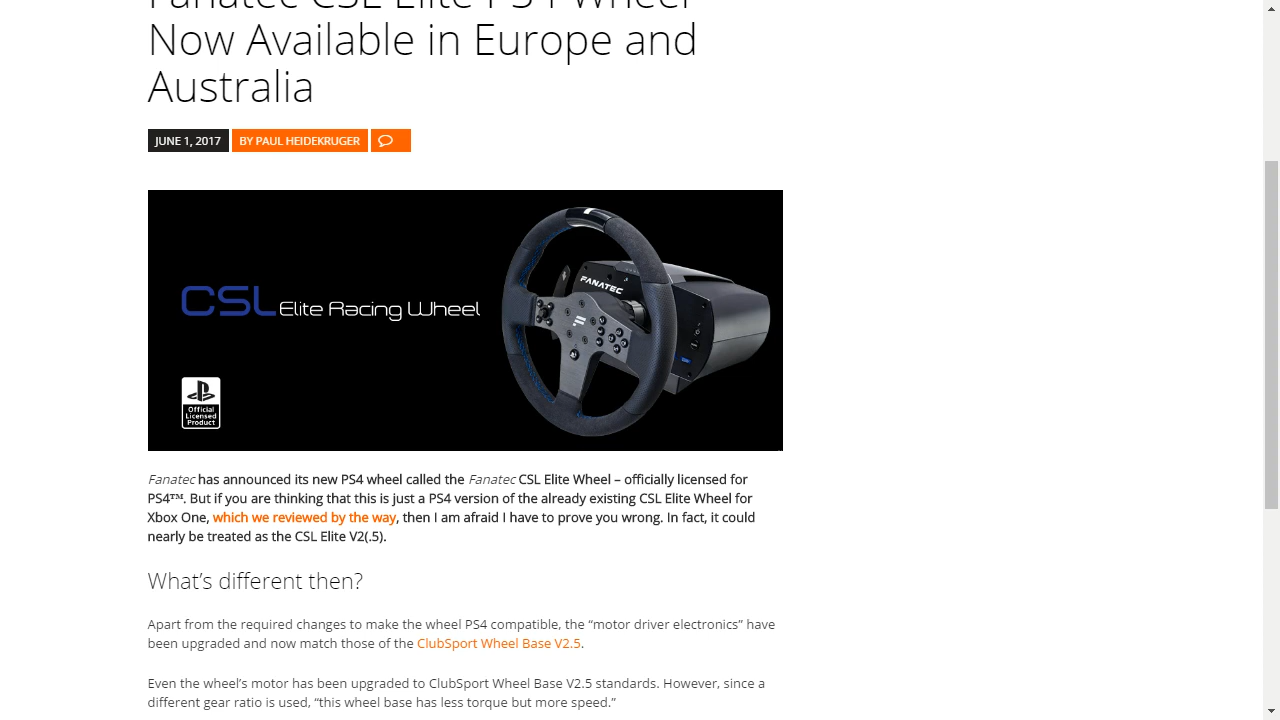 Fanatec CSL Elite PS4 Wheel
Now Available in Europe and
Australia
JUNE 1, 2017 BY PAUL HEIDEKRUGER
FANATEC
CSL Elite Racing Wheel
Official
Licensed
Product
Fanatec has announced its new PS4 wheel called the Fanatec CSL Elite Wheel – officially licensed for
PS4™. But if you are thinking that this is just a PS4 version of the already existing CSL Elite Wheel for
Xbox One, which we reviewed by the way, then I am afraid I have to prove you wrong. In fact, it could
nearly be treated as the CSL Elite V2(.5).
What’s different then?
Apart from the required changes to make the wheel PS4 compatible, the “motor driver electronics” have
been upgraded and now match those of the ClubSport Wheel Base V2.5.
Even the wheel’s motor has been upgraded to ClubSport Wheel Base V2.5 standards. However, since a
different gear ratio is used, “this wheel base has less torque but more speed.”